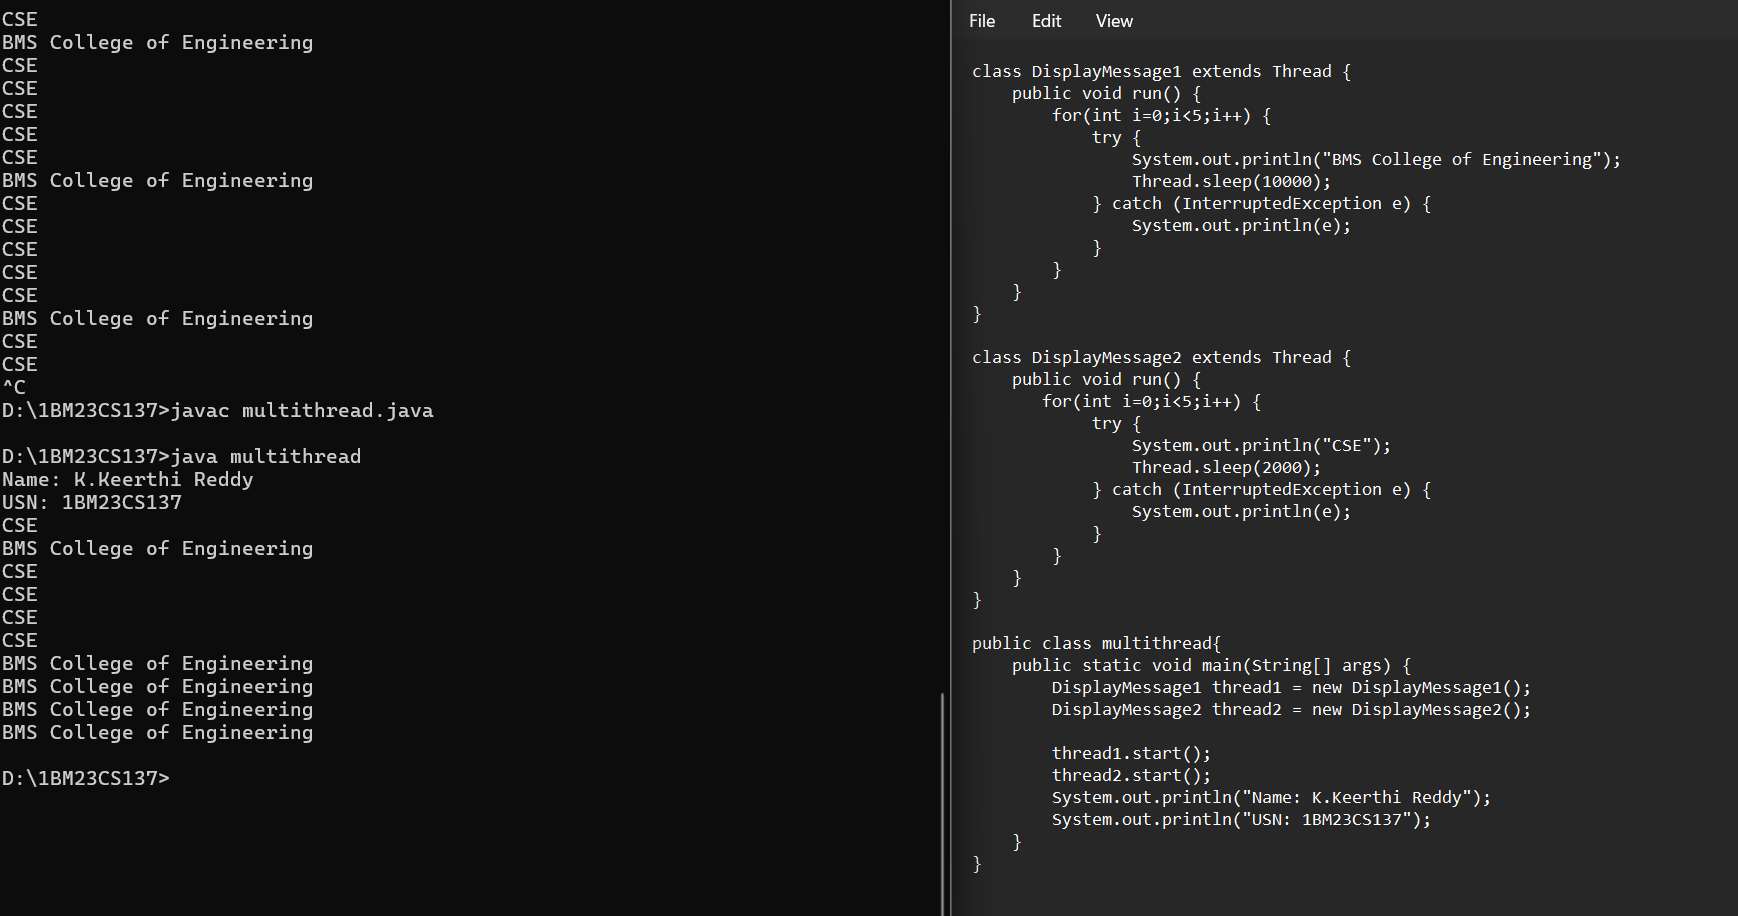 CSE
BMS College of Engineering
CSE
CSE
CSE
CSE
CSE
BMS College of Engineering
CSE
CSE
CSE
CSE
CSE
BMS College of Engineering
CSE
CSE
^C
D:\1BM23CS137>javac multithread.java

D:\1BM23CS137>java multithread
Name: K.Keerthi Reddy
USN: 1BM23CS137
CSE
BMS College of Engineering
CSE
CSE
CSE
CSE
BMS College of Engineering
BMS College of Engineering
BMS College of Engineering
BMS College of Engineering

D:\1BM23CS137>
File Edit View
class DisplayMessage1 extends Thread {
    public void run() {
        for(int i=0;i<5;i++) {
            try {
                System.out.println("BMS College of Engineering");
                Thread.sleep(10000);
            } catch (InterruptedException e) {
                System.out.println(e);
            }
        }
    }
}

class DisplayMessage2 extends Thread {
    public void run() {
       for(int i=0;i<5;i++) {
            try {
                System.out.println("CSE");
                Thread.sleep(2000);
            } catch (InterruptedException e) {
                System.out.println(e);
            }
        }
    }
}

public class multithread{
    public static void main(String[] args) {
        DisplayMessage1 thread1 = new DisplayMessage1();
        DisplayMessage2 thread2 = new DisplayMessage2();

        thread1.start();
        thread2.start();
        System.out.println("Name: K.Keerthi Reddy");
        System.out.println("USN: 1BM23CS137");
    }
}